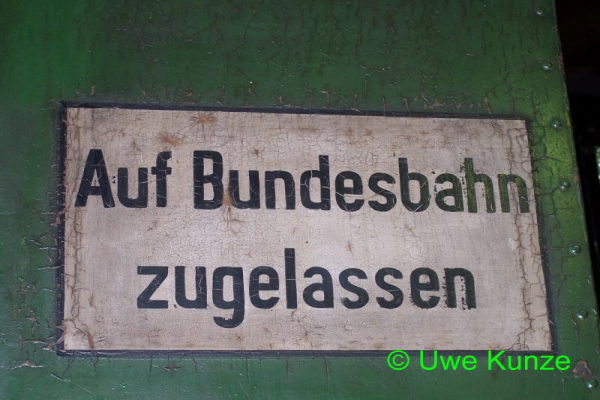 Auf Bundesbahn
zugelassen
© Uwe Kunze